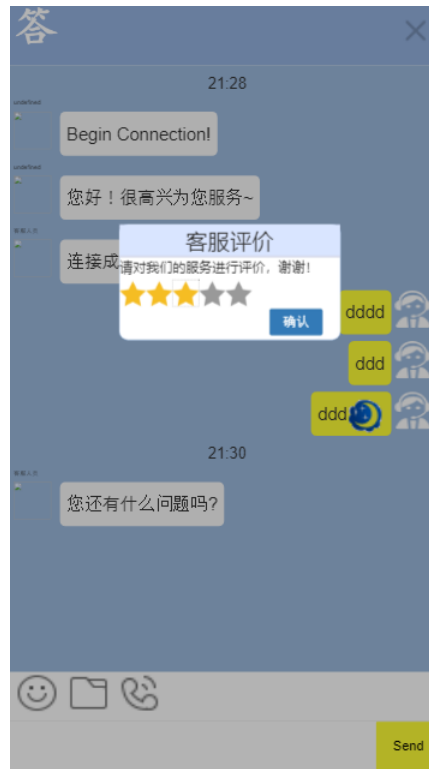 答
21:28
undefined
Begin Connection!
undefined
您好！很高兴为您服务~
客服人员
连接成
客服评价
请对我们的服务进行评价，谢谢!
确认
dddd
ddd
ddd
21:30
客服人员
您还有什么问题吗?
Send